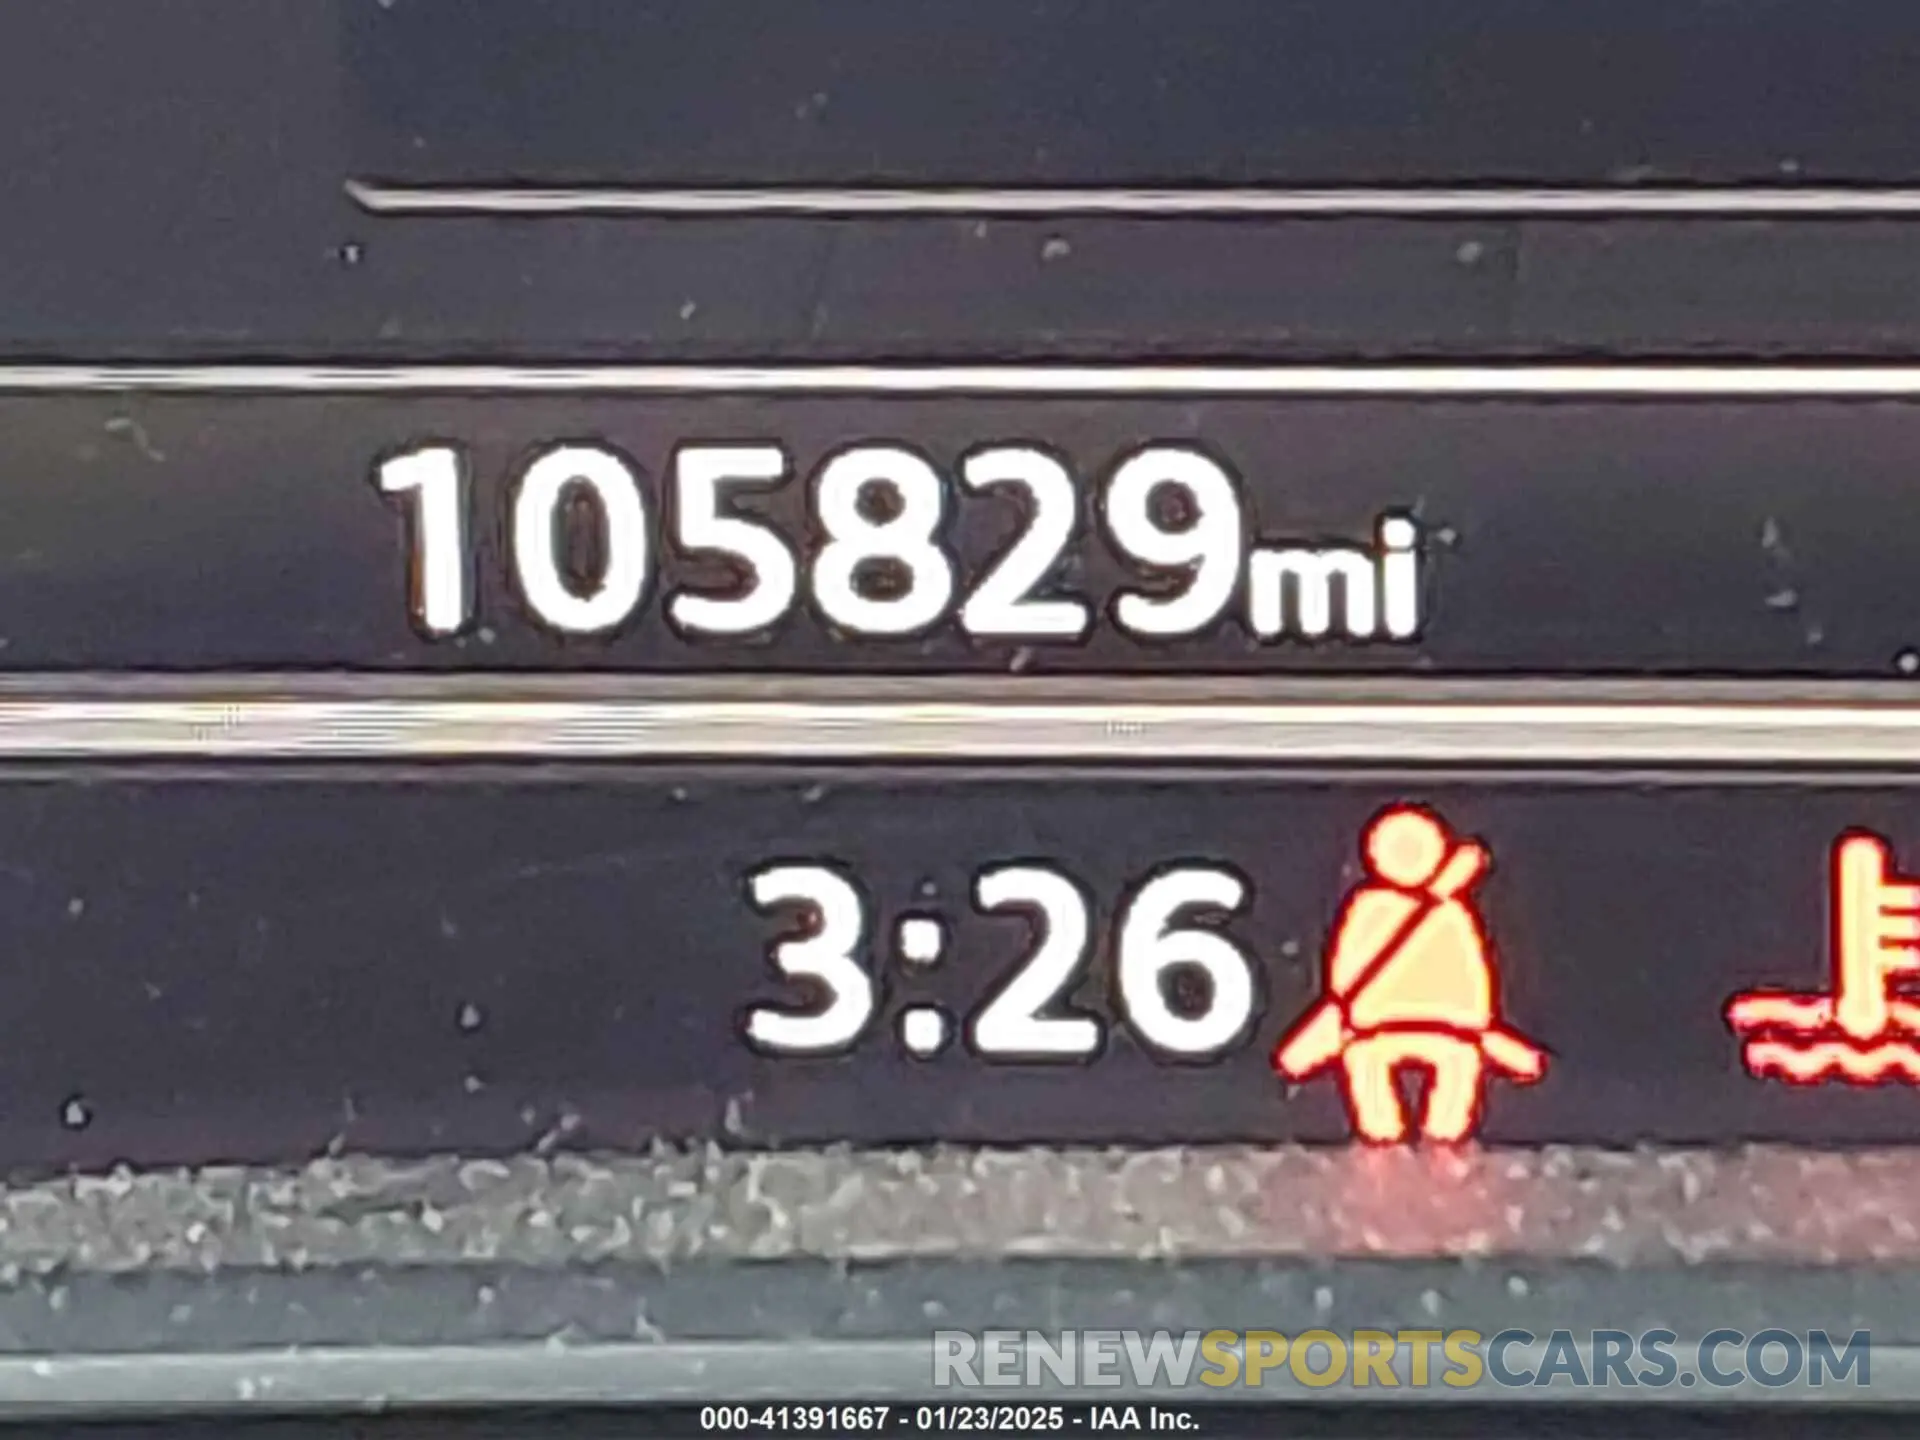 105829mi
3:26
RENEWSPORTSCARS.COM
000-41391667 - 01/23/2025 - IAA Inc.